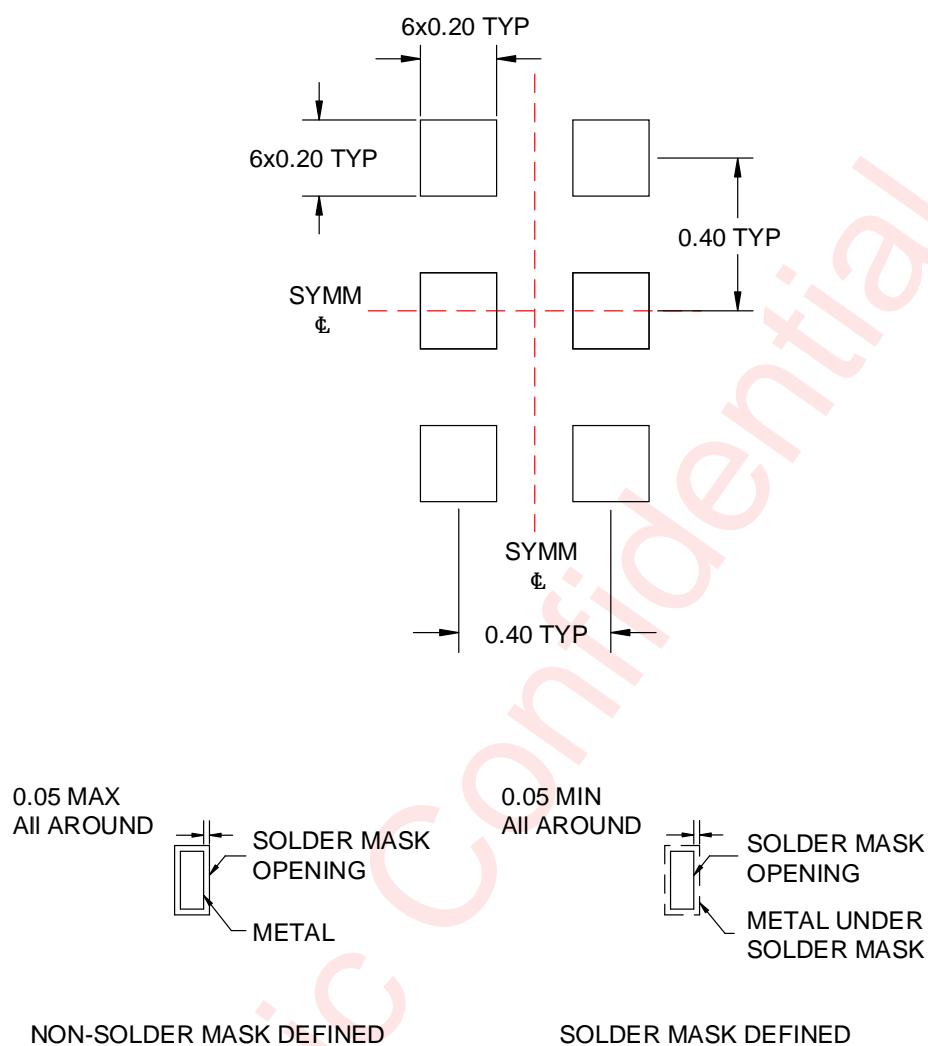 6x0.20 TYP
6x0.20 TYP
0.40 TYP
SYMM
℄
SYMM
℄
0.40 TYP
0.05 MAX
All AROUND
SOLDER MASK
OPENING
METAL
0.05 MIN
All AROUND
SOLDER MASK
OPENING
METAL UNDER
SOLDER MASK
NON-SOLDER MASK DEFINED
SOLDER MASK DEFINED
ic Confidential